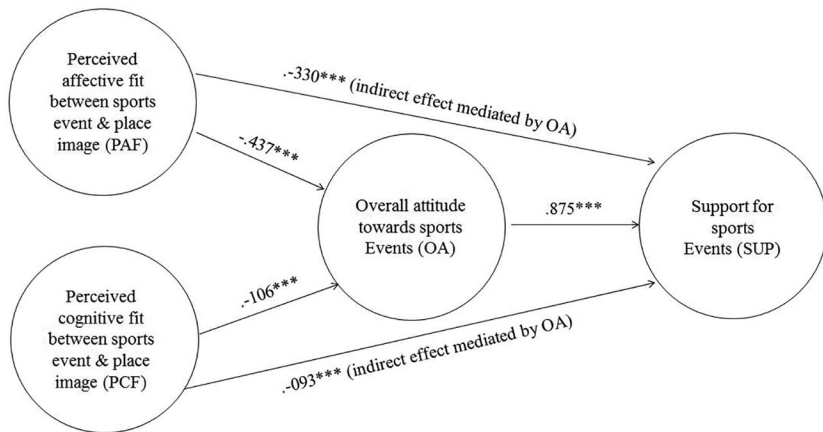 Perceived
affective fit
between sports
event & place
image (PAF)
.-330*** (indirect effect mediated by OA)
-.437***
Overall attitude
towards sports
Events (OA)
.875***
Support for
sports
Events (SUP)
Perceived
cognitive fit
between sports
event & place
image (PCF)
.-106***
.-093*** (indirect effect mediated by OA)